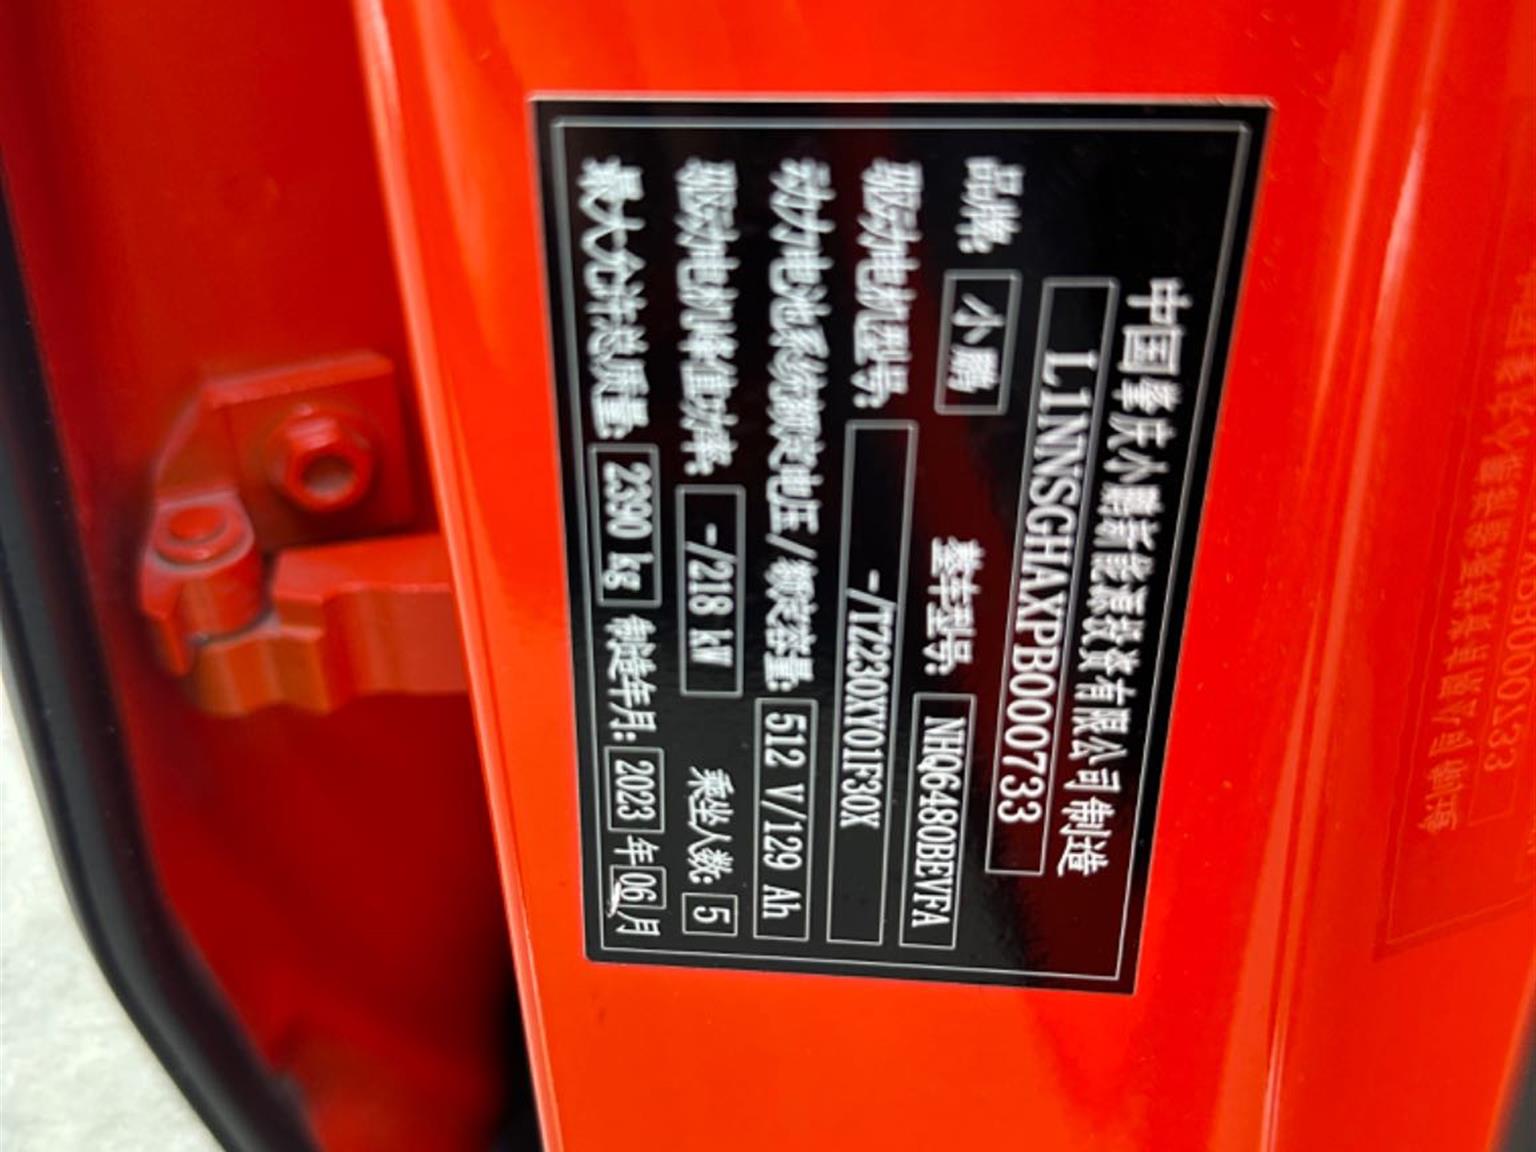 中国肇庆小鹏新能源投资有限公司制造
L1NNSGHAXPB000733
品牌: 小鹏 整车型号: NHQ6480BEVFA
驱动电机型号: -/TZ230XY01F30X
动力电池系统额定电压/额定容量: 512 V/129 Ah
驱动电机峰值功率: -/218 kW 乘坐人数: 5
最大允许总质量: 2390 kg 制造年月: 2023 年 06 月